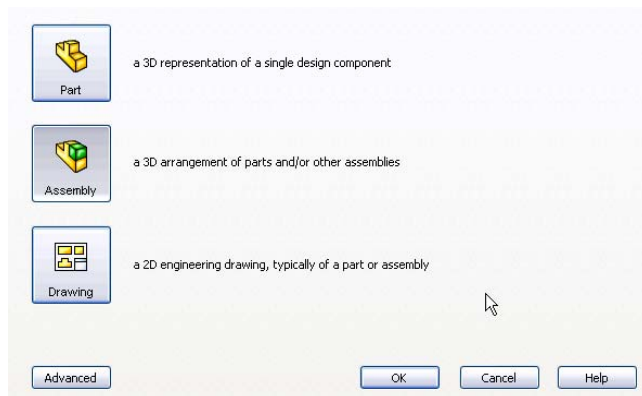 a 3D representation of a single design component
Part
a 3D arrangement of parts and/or other assemblies
Assembly
a 2D engineering drawing, typically of a part or assembly
Drawing
Advanced OK Cancel Help